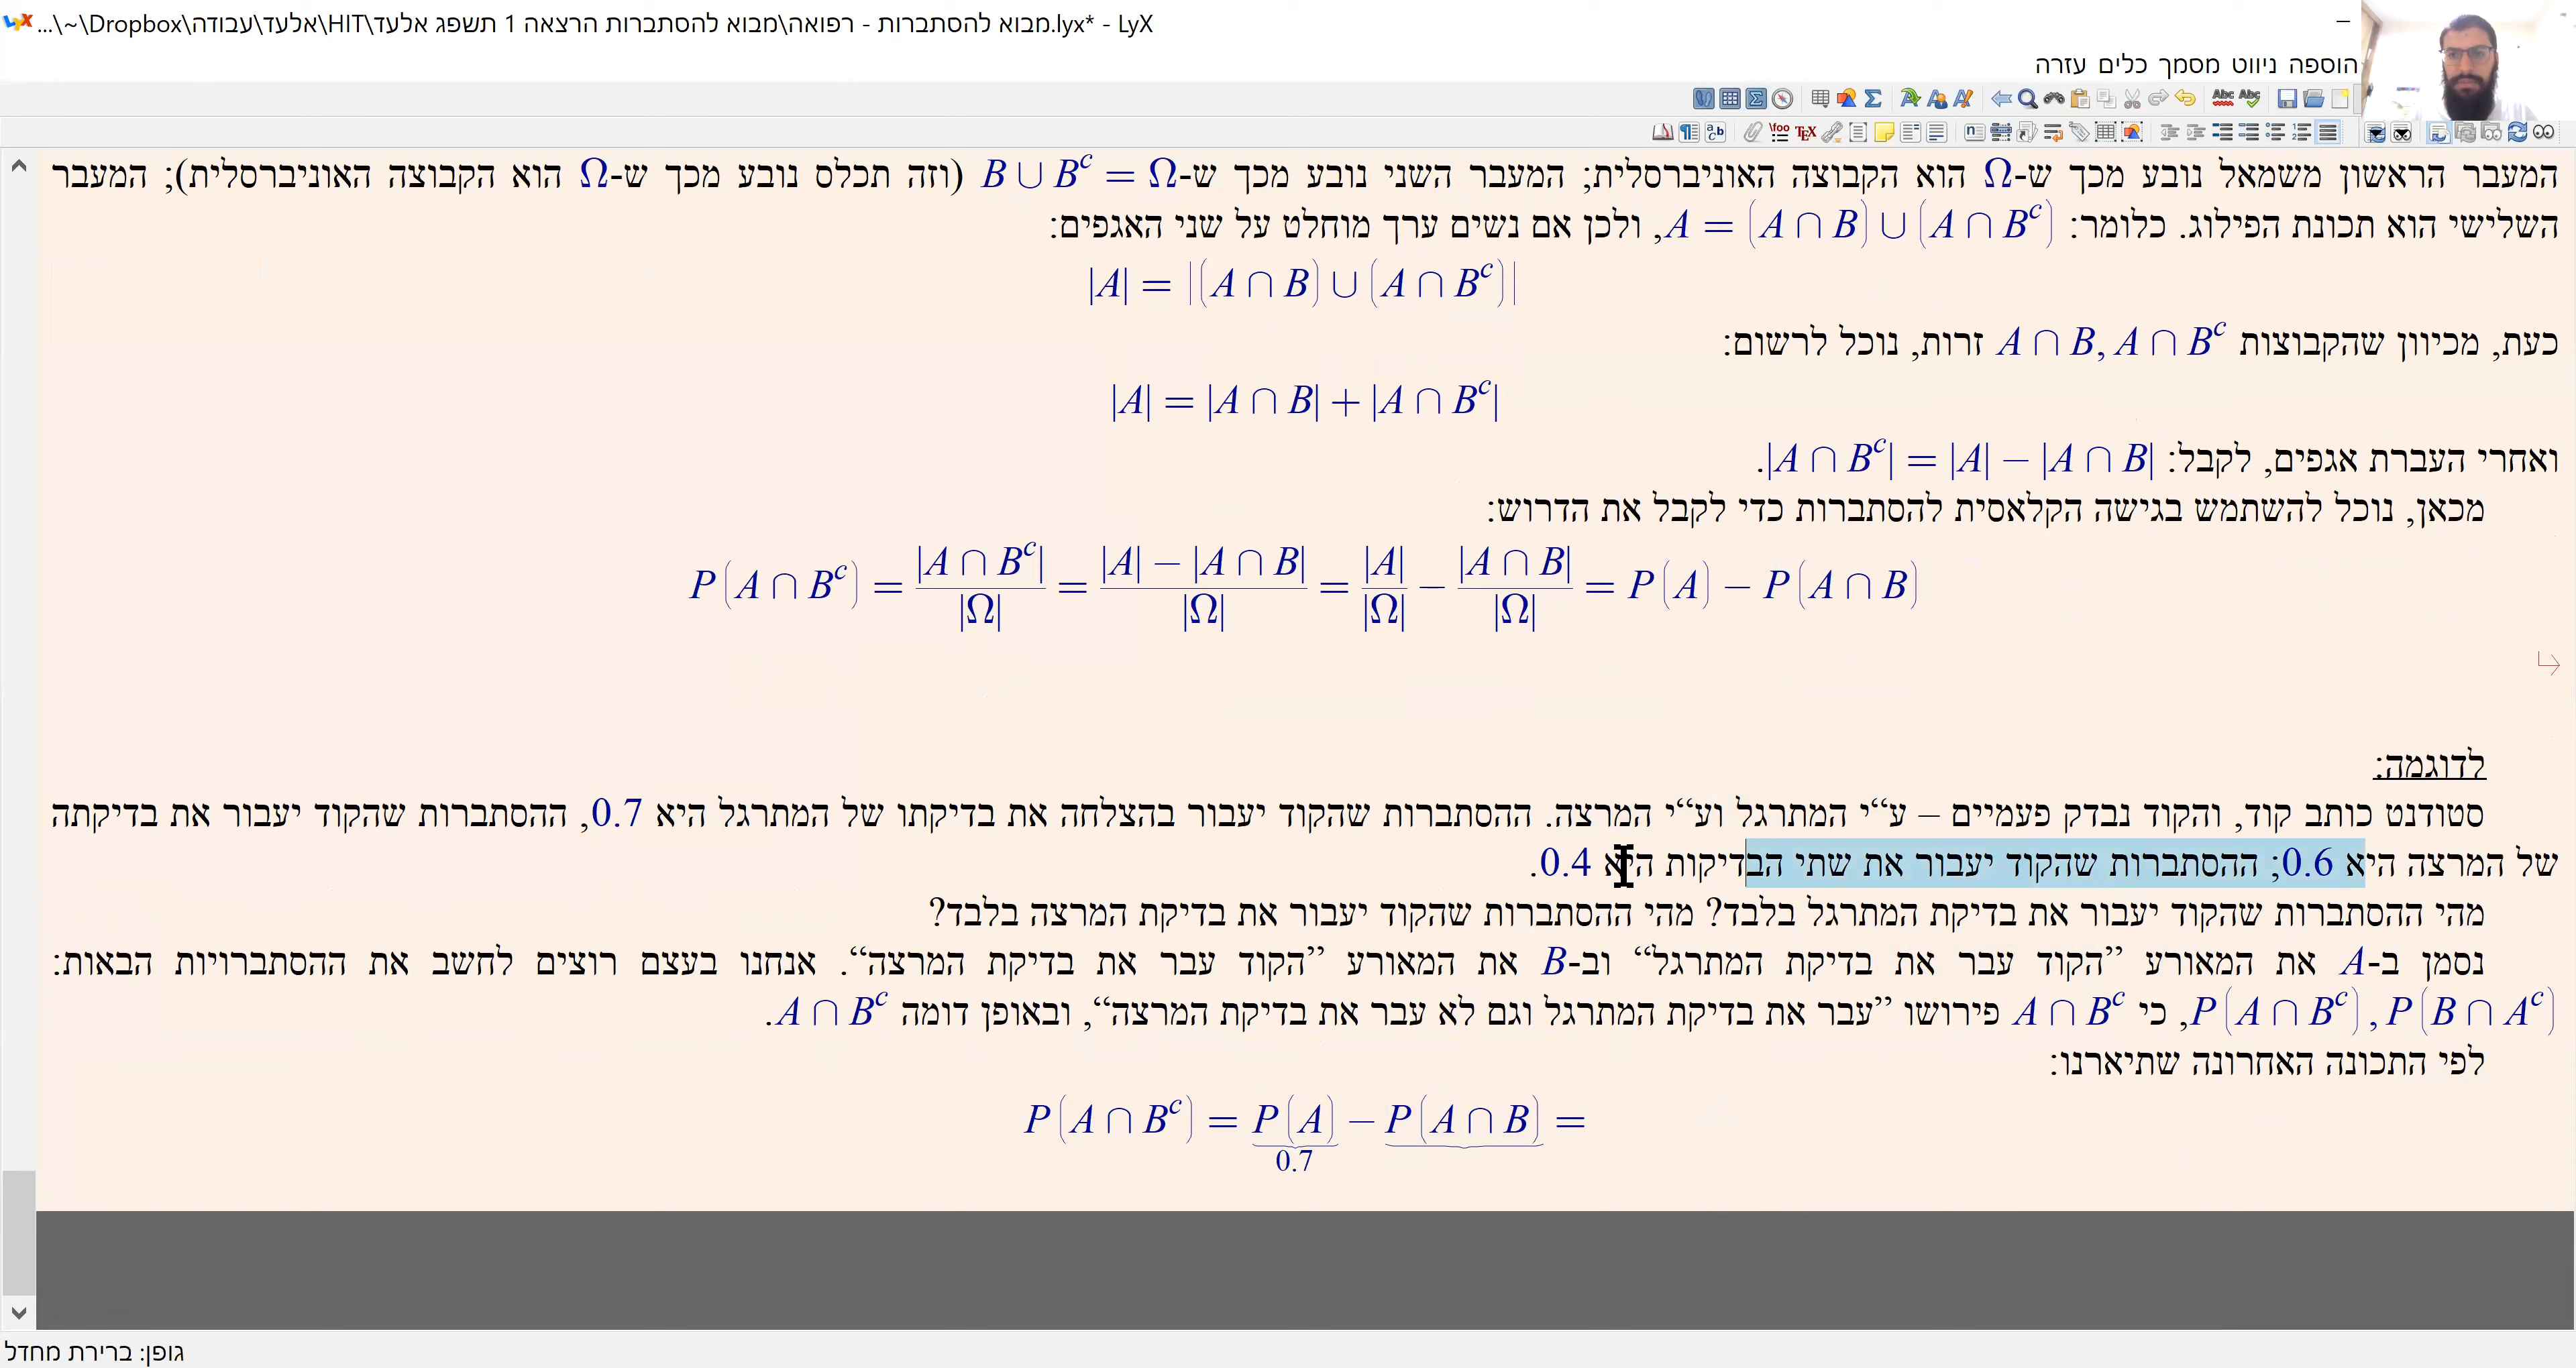 מבוא להסתברות - רפואה\מבוא להסתברות הרצאה 1 תשפג אלעד\HIT\אלעד\עבודה\Dropbox\~\...lyx* - LyX
הוספה ניווט מסמך כלים עזרה
המעבר הראשון משמאל נובע מכך ש-Ω הוא הקבוצה האוניברסלית; המעבר השני נובע מכך ש-B ∪ B^c = Ω (וזה תכלס נובע מכך ש-Ω הוא הקבוצה האוניברסלית); המעבר
השלישי הוא תכונת הפילוג. כלומר: A = (A ∩ B) ∪ (A ∩ B^c), ולכן אם נשים ערך מוחלט על שני האגפים:
|A| = |(A ∩ B) ∪ (A ∩ B^c)|
כעת, מכיוון שהקבוצות A ∩ B, A ∩ B^c זרות, נוכל לרשום:
|A| = |A ∩ B| + |A ∩ B^c|
ואחרי העברת אגפים, לקבל: |A ∩ B^c| = |A| − |A ∩ B|.
מכאן, נוכל להשתמש בגישה הקלאסית להסתברות כדי לקבל את הדרוש:
P(A ∩ B^c) = |A ∩ B^c| / |Ω| = (|A| − |A ∩ B|) / |Ω| = |A| / |Ω| − |A ∩ B| / |Ω| = P(A) − P(A ∩ B)
לדוגמה:
סטודנט כותב קוד, והקוד נבדק פעמיים – ע“י המתרגל וע“י המרצה. ההסתברות שהקוד יעבור בהצלחה את בדיקתו של המתרגל היא 0.7, ההסתברות שהקוד יעבור את בדיקתה
של המרצה היא 0.6; ההסתברות שהקוד יעבור את שתי הבדיקות היא 0.4.
מהי ההסתברות שהקוד יעבור את בדיקת המתרגל בלבד? מהי ההסתברות שהקוד יעבור את בדיקת המרצה בלבד?
נסמן ב-A את המאורע ”הקוד עבר את בדיקת המתרגל“ וב-B את המאורע ”הקוד עבר את בדיקת המרצה“. אנחנו בעצם רוצים לחשב את ההסתברויות הבאות:
P(A ∩ B^c), P(B ∩ A^c), כי A ∩ B^c פירושו ”עבר את בדיקת המתרגל וגם לא עבר את בדיקת המרצה“, ובאופן דומה A ∩ B^c.
לפי התכונה האחרונה שתיארנו:
P(A ∩ B^c) = P(A) − P(A ∩ B) =
0.7
גופן: ברירת מחדל